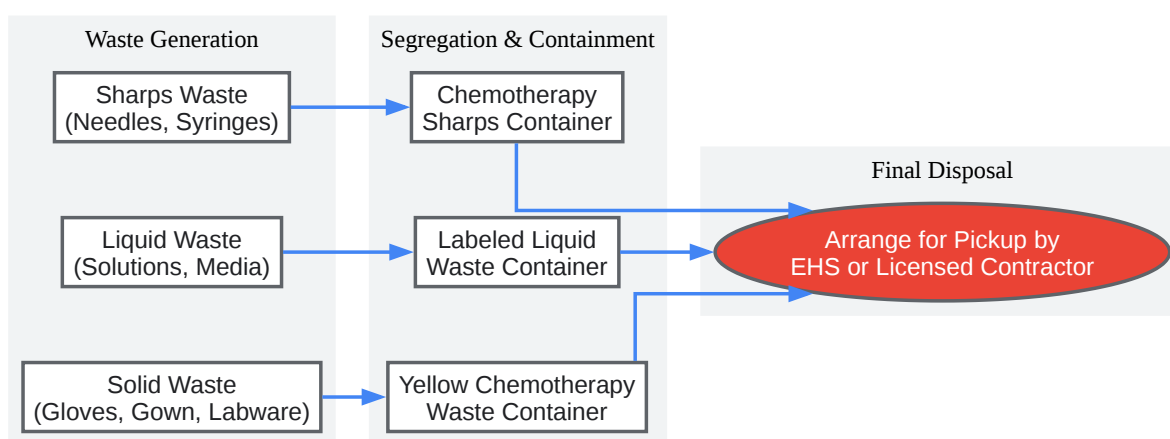 Waste Generation
Sharps Waste
(Needles, Syringes)
Liquid Waste
(Solutions, Media)
Solid Waste
(Gloves, Gown, Labware)
Segregation & Containment
Chemotherapy
Sharps Container
Labeled Liquid
Waste Container
Yellow Chemotherapy
Waste Container
Final Disposal
Arrange for Pickup by
EHS or Licensed Contractor